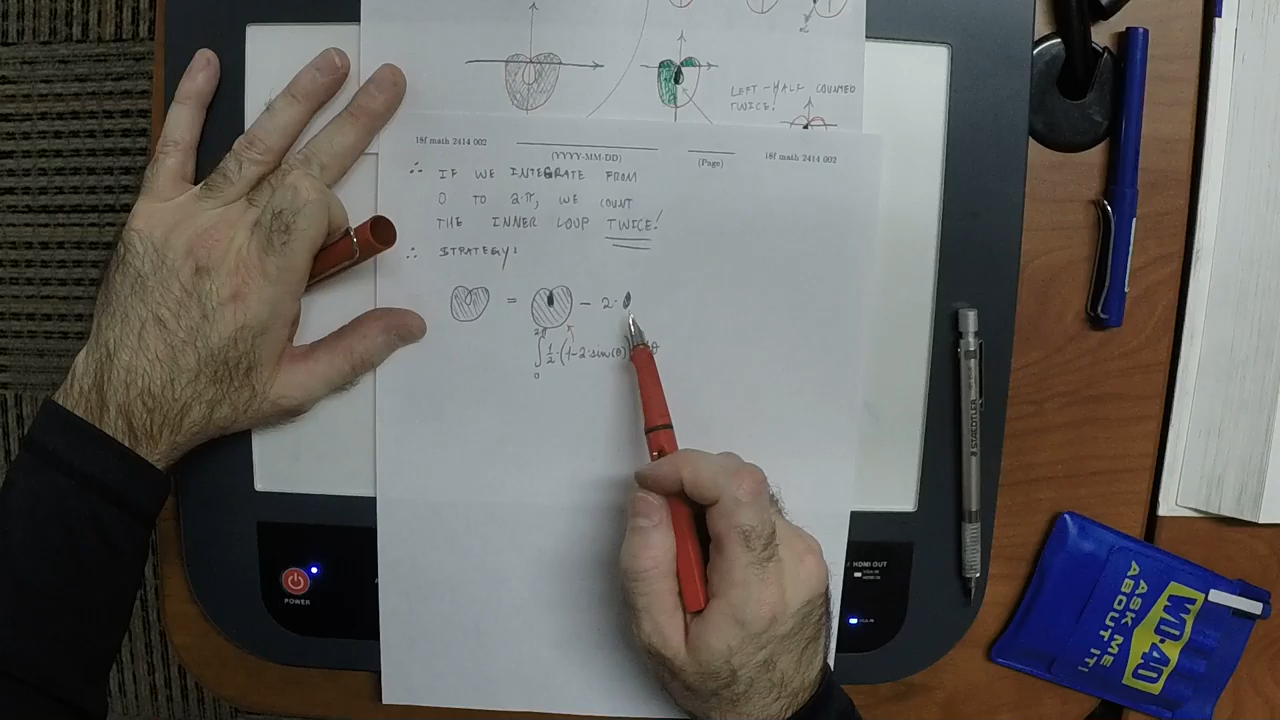 LEFT-HALF COUNTED
TWICE!
18f math 2414 002
(YYYY-MM-DD)
(Page)
18f math 2414 002
∴ IF WE INTEGRATE FROM
0 TO 2·π, WE COUNT
THE INNER LOOP TWICE!
∴ STRATEGY:
= − 2·
2π
∫ 1/2·(1-2·sin(θ) θ
0
POWER
HDMI OUT
STAEDTLER
WD-40
ASK ME
ABOUT IT!